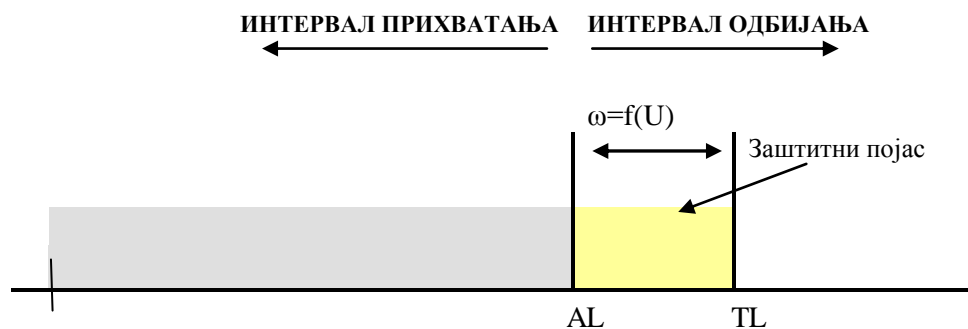 ИНТЕРВАЛ ПРИХВАТАЊА
ИНТЕРВАЛ ОДБИЈАЊА
ω=f(U)
Заштитни појас
AL
TL